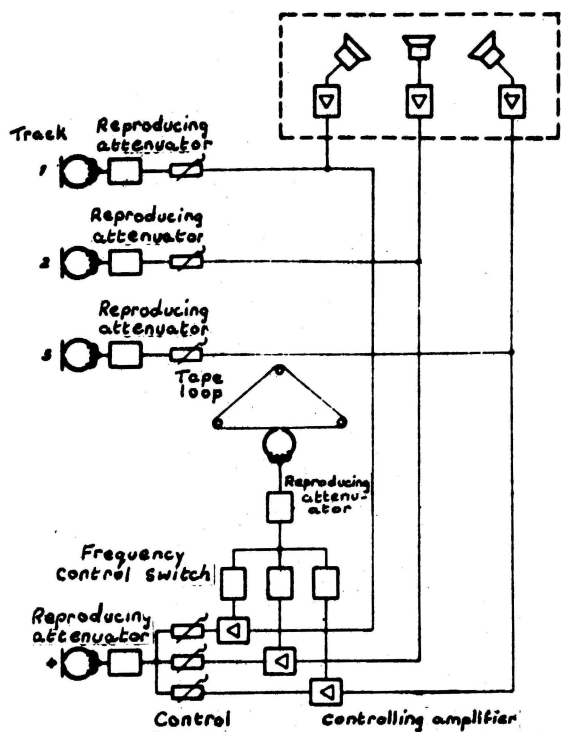 Track
Reproducing
attenuator
1
Reproducing
attenuator
2
Reproducing
attenuator
3
Tape
loop
Reproducing
attenu-
ator
Frequency
control switch
Reproducing
attenuator
4
Control
controlling amplifier